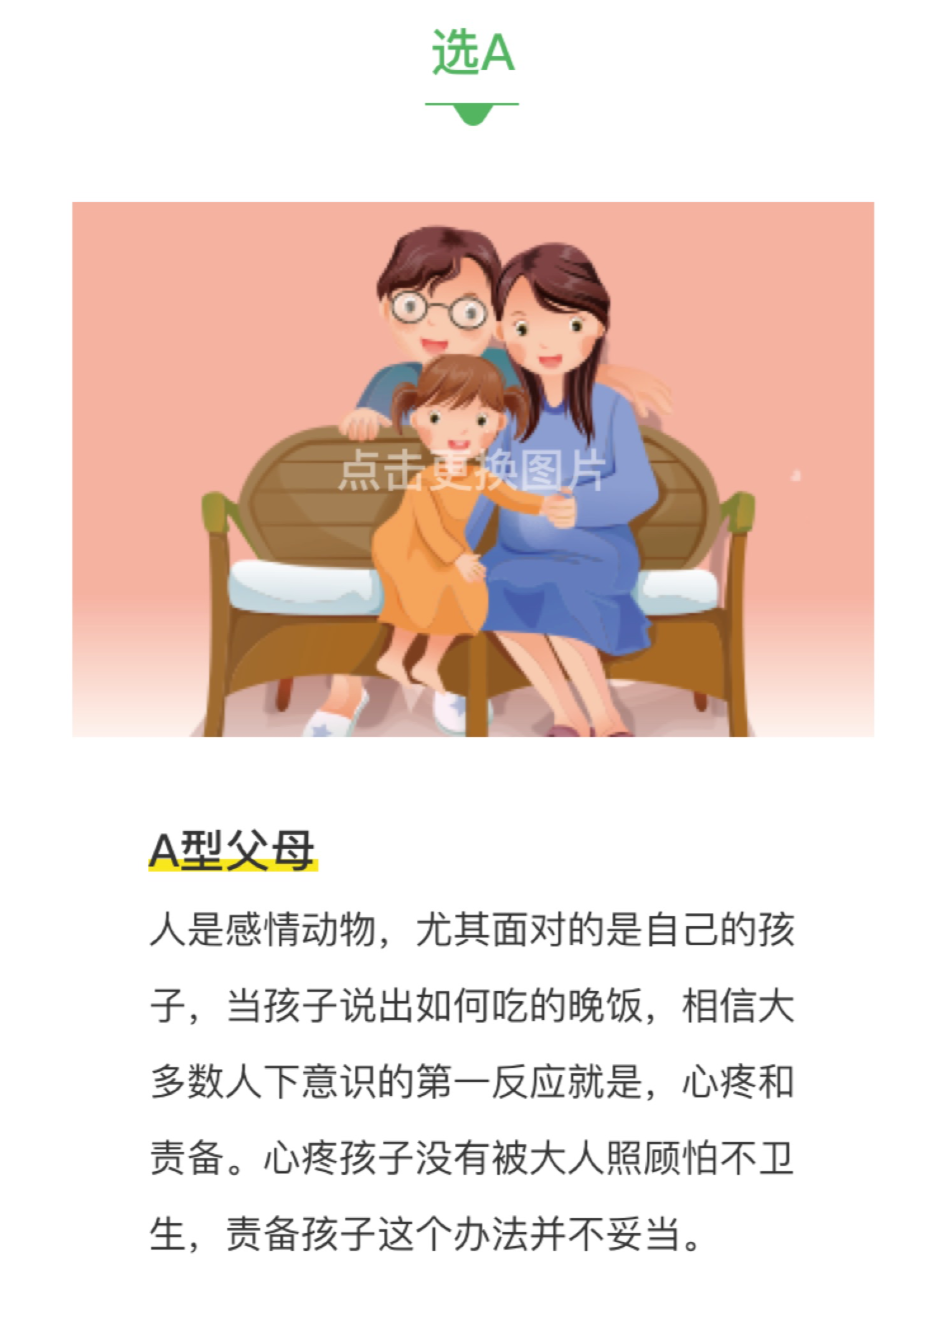 选A
点击更换图片
A型父母
人是感情动物，尤其面对的是自己的孩
子，当孩子说出如何吃的晚饭，相信大
多数人下意识的第一反应就是，心疼和
责备。心疼孩子没有被大人照顾怕不卫
生，责备孩子这个办法并不妥当。